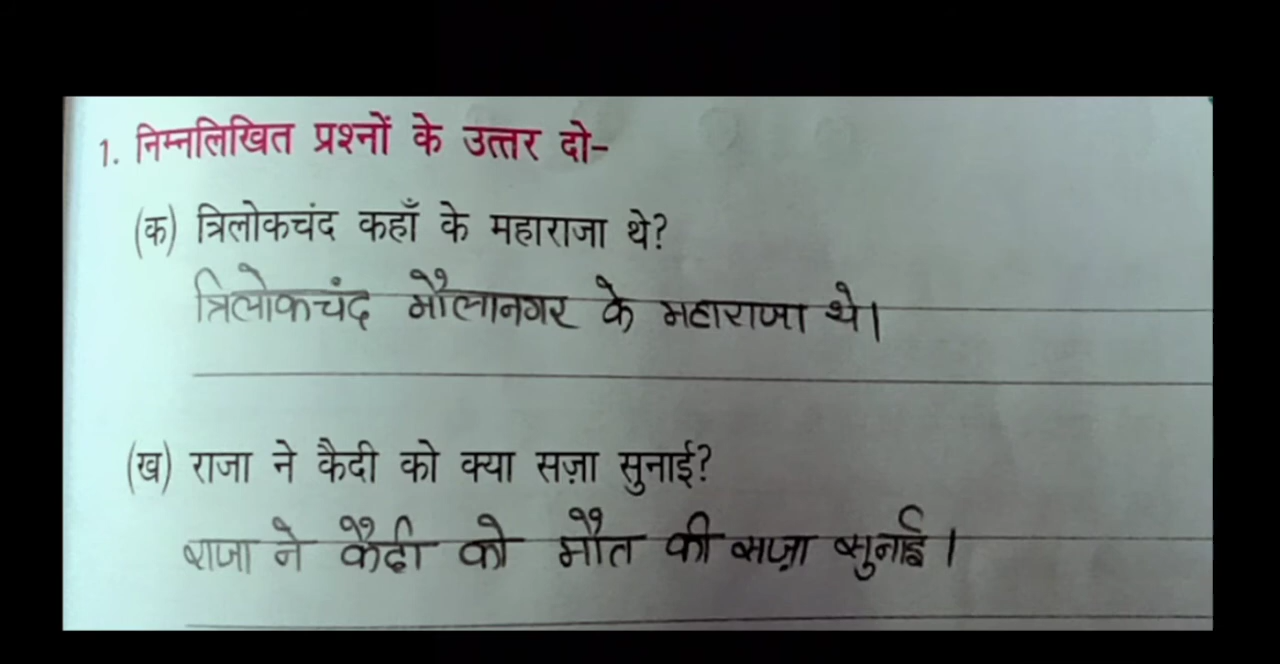 1. निम्नलिखित प्रश्नों के उत्तर दो-
(क) त्रिलोकचंद कहाँ के महाराजा थे?
त्रिलोकचंद मौलानगर के महाराजा थे।
(ख) राजा ने कैदी को क्या सज़ा सुनाई?
राजा ने कैदी को मौत की सज़ा सुनाई।